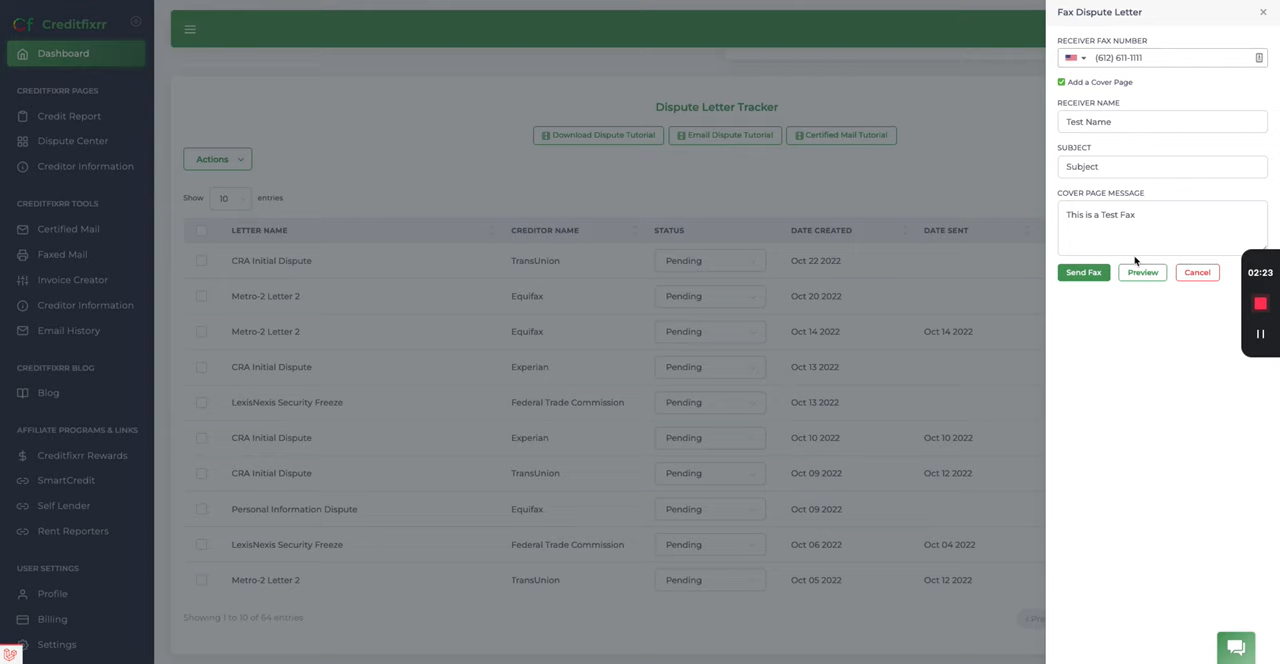 Cf Creditfixrr
Dashboard
CREDITFIXRR PAGES
Credit Report
Dispute Center
Creditor Information
CREDITFIXRR TOOLS
Certified Mail
Faxed Mail
Invoice Creator
Creditor Information
Email History
CREDITFIXRR BLOG
Blog
AFFILIATE PROGRAMS & LINKS
Creditfixrr Rewards
SmartCredit
Self Lender
Rent Reporters
USER SETTINGS
Profile
Billing
Settings
Dispute Letter Tracker
Download Dispute Tutorial Email Dispute Tutorial Certified Mail Tutorial
Actions
Show 10 entries
LETTER NAME CREDITOR NAME STATUS DATE CREATED DATE SENT
CRA Initial Dispute TransUnion Pending Oct 22 2022
Metro-2 Letter 2 Equifax Pending Oct 20 2022
Metro-2 Letter 2 Equifax Pending Oct 14 2022
CRA Initial Dispute Experian Pending Oct 13 2022
LexisNexis Security Freeze Federal Trade Commission Pending Oct 13 2022
CRA Initial Dispute Experian Pending Oct 10 2022 Oct 10 2022
CRA Initial Dispute TransUnion Pending Oct 09 2022 Oct 12 2022
Personal Information Dispute Equifax Pending Oct 09 2022
LexisNexis Security Freeze Federal Trade Commission Pending Oct 06 2022 Oct 04 2022
Metro-2 Letter 2 TransUnion Pending Oct 05 2022 Oct 12 2022
Showing 1 to 10 of 64 entries
Fax Dispute Letter
RECEIVER FAX NUMBER
(612) 611-1111
Add a Cover Page
RECEIVER NAME
Test Name
SUBJECT
Subject
COVER PAGE MESSAGE
This is a Test Fax
Send Fax Preview Cancel
02:23